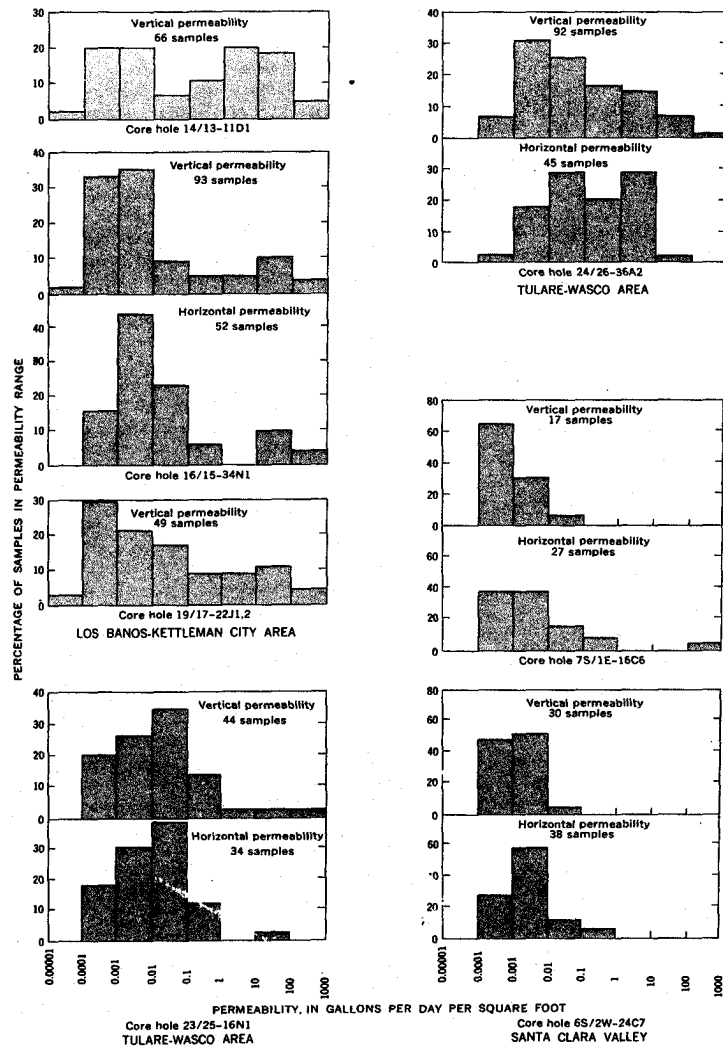 PERCENTAGE OF SAMPLES IN PERMEABILITY RANGE
30
20
10
0
Vertical permeability
66 samples
Core hole 14/13-11D1
40
30
20
10
0
Vertical permeability
93 samples
40
30
20
10
0
Horizontal permeability
52 samples
Core hole 16/15-34N1
30
20
10
0
Vertical permeability
49 samples
Core hole 19/17-22J1,2
LOS BANOS-KETTLEMAN CITY AREA
40
30
20
10
0
Vertical permeability
44 samples
30
20
10
0
Horizontal permeability
34 samples
0.00001
0.0001
0.001
0.01
0.1
1
10
100
1000
40
30
20
10
0
Vertical permeability
92 samples
30
20
10
0
Horizontal permeability
45 samples
Core hole 24/26-36A2
TULARE-WASCO AREA
80
60
40
20
0
Vertical permeability
17 samples
60
40
20
0
Horizontal permeability
27 samples
Core hole 7S/1E-16C6
80
60
40
20
0
Vertical permeability
30 samples
60
40
20
0
Horizontal permeability
38 samples
0.00001
0.0001
0.001
0.01
0.1
1
10
100
1000
PERMEABILITY, IN GALLONS PER DAY PER SQUARE FOOT
Core hole 23/25-16N1
TULARE-WASCO AREA
Core hole 6S/2W-24C7
SANTA CLARA VALLEY